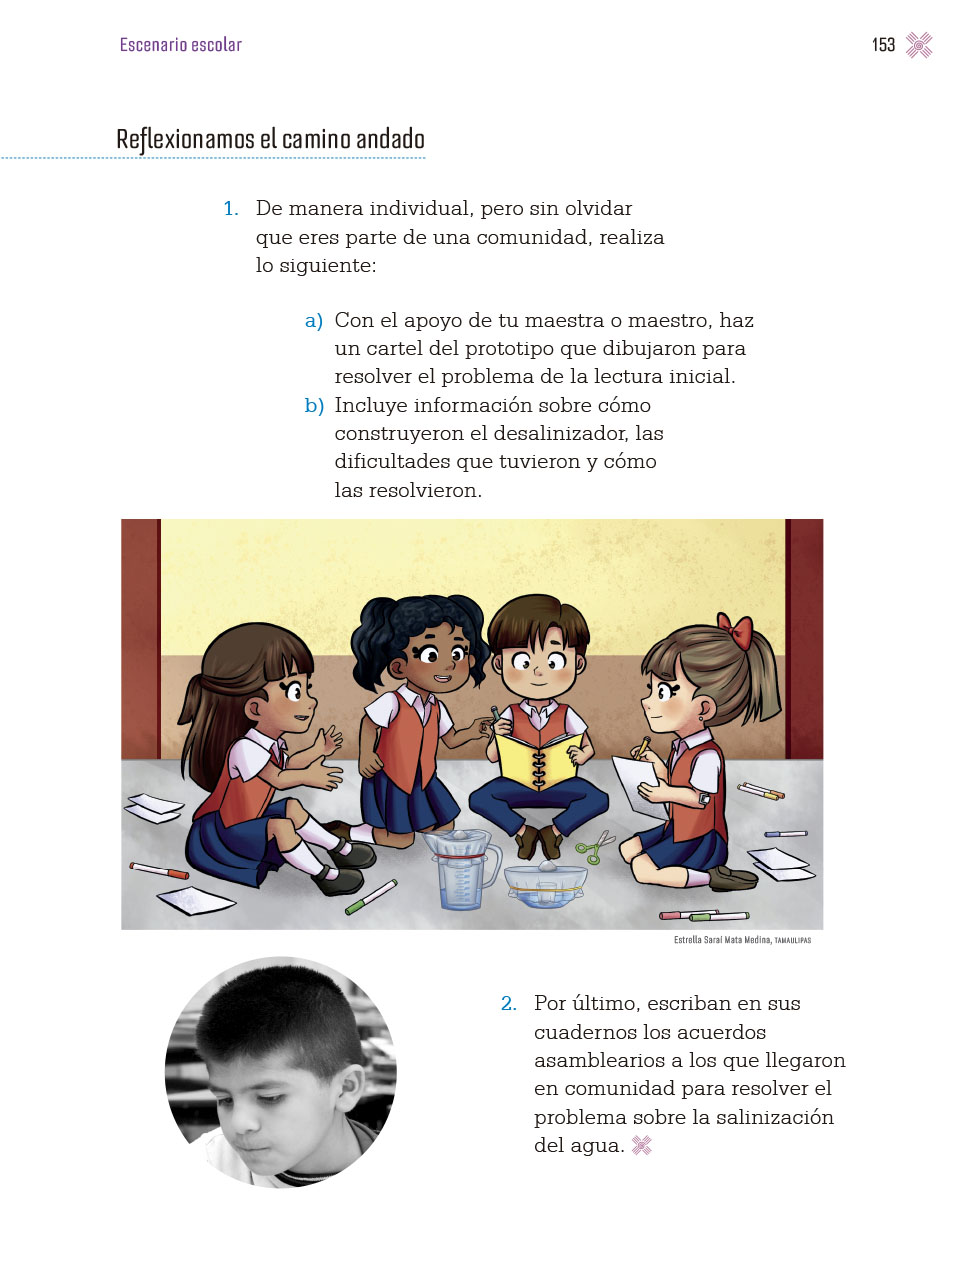 Escenario escolar
153
Reflexionamos el camino andado
1. De manera individual, pero sin olvidar
que eres parte de una comunidad, realiza
lo siguiente:
a) Con el apoyo de tu maestra o maestro, haz
un cartel del prototipo que dibujaron para
resolver el problema de la lectura inicial.
b) Incluye información sobre cómo
construyeron el desalinizador, las
dificultades que tuvieron y cómo
las resolvieron.
Estrella Saraí Mata Medina, TAMAULIPAS
2. Por último, escriban en sus
cuadernos los acuerdos
asamblearios a los que llegaron
en comunidad para resolver el
problema sobre la salinización
del agua.